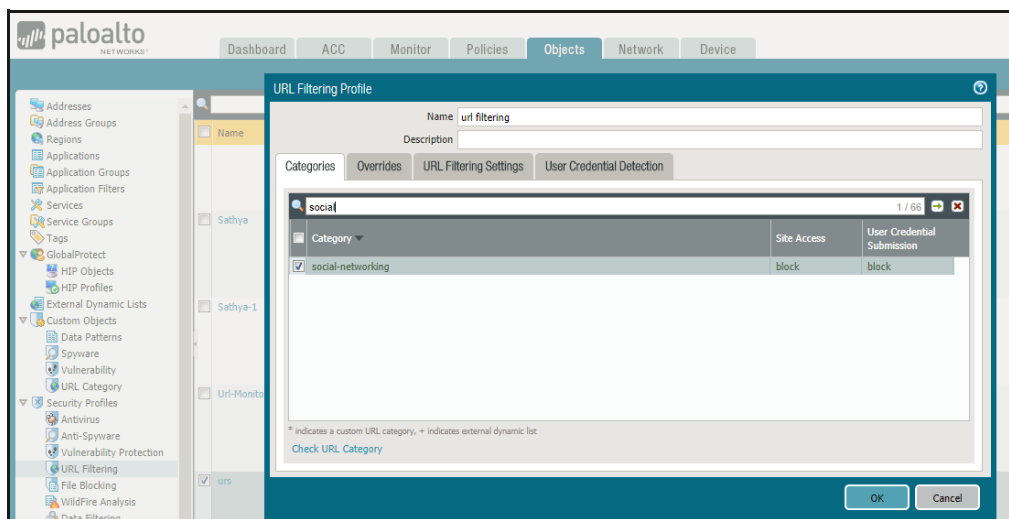 paloalto
NETWORKS®
Dashboard ACC Monitor Policies Objects Network Device
URL Filtering Profile
Name url filtering
Description
Categories Overrides URL Filtering Settings User Credential Detection
social 1 / 66
Category Site Access User Credential Submission
social-networking block block
* indicates a custom URL category, + indicates external dynamic list
Check URL Category
OK Cancel
Addresses
Address Groups
Regions
Applications
Application Groups
Application Filters
Services
Service Groups
Tags
GlobalProtect
HIP Objects
HIP Profiles
External Dynamic Lists
Custom Objects
Data Patterns
Spyware
Vulnerability
URL Category
Security Profiles
Antivirus
Anti-Spyware
Vulnerability Protection
URL Filtering
File Blocking
WildFire Analysis
Data Filtering
Name
Sathya
Sathya-1
Url-Monito
urs